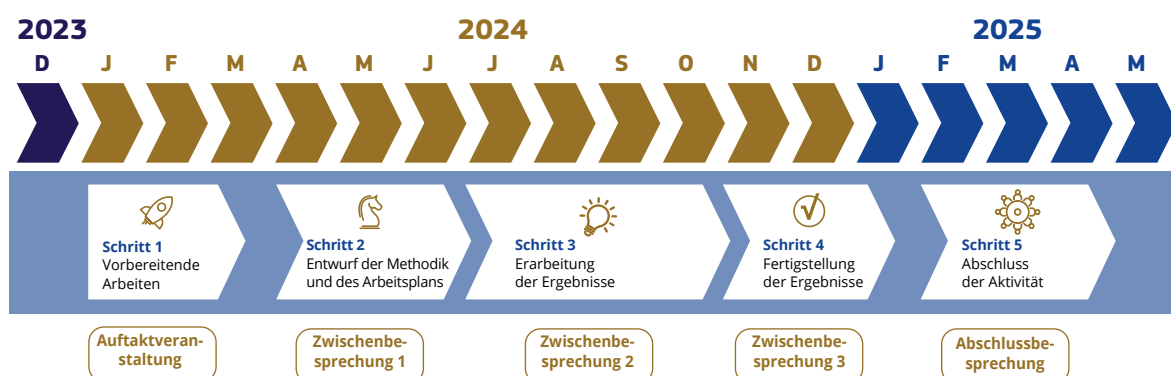 2023 2024 2025
D J F M A M J J A S O N D J F M A M
Schritt 1
Vorbereitende
Arbeiten
Schritt 2
Entwurf der Methodik
und des Arbeitsplans
Schritt 3
Erarbeitung
der Ergebnisse
Schritt 4
Fertigstellung
der Ergebnisse
Schritt 5
Abschluss
der Aktivität
Auftaktveran-
staltung
Zwischenbe-
sprechung 1
Zwischenbe-
sprechung 2
Zwischenbe-
sprechung 3
Abschlussbe-
sprechung